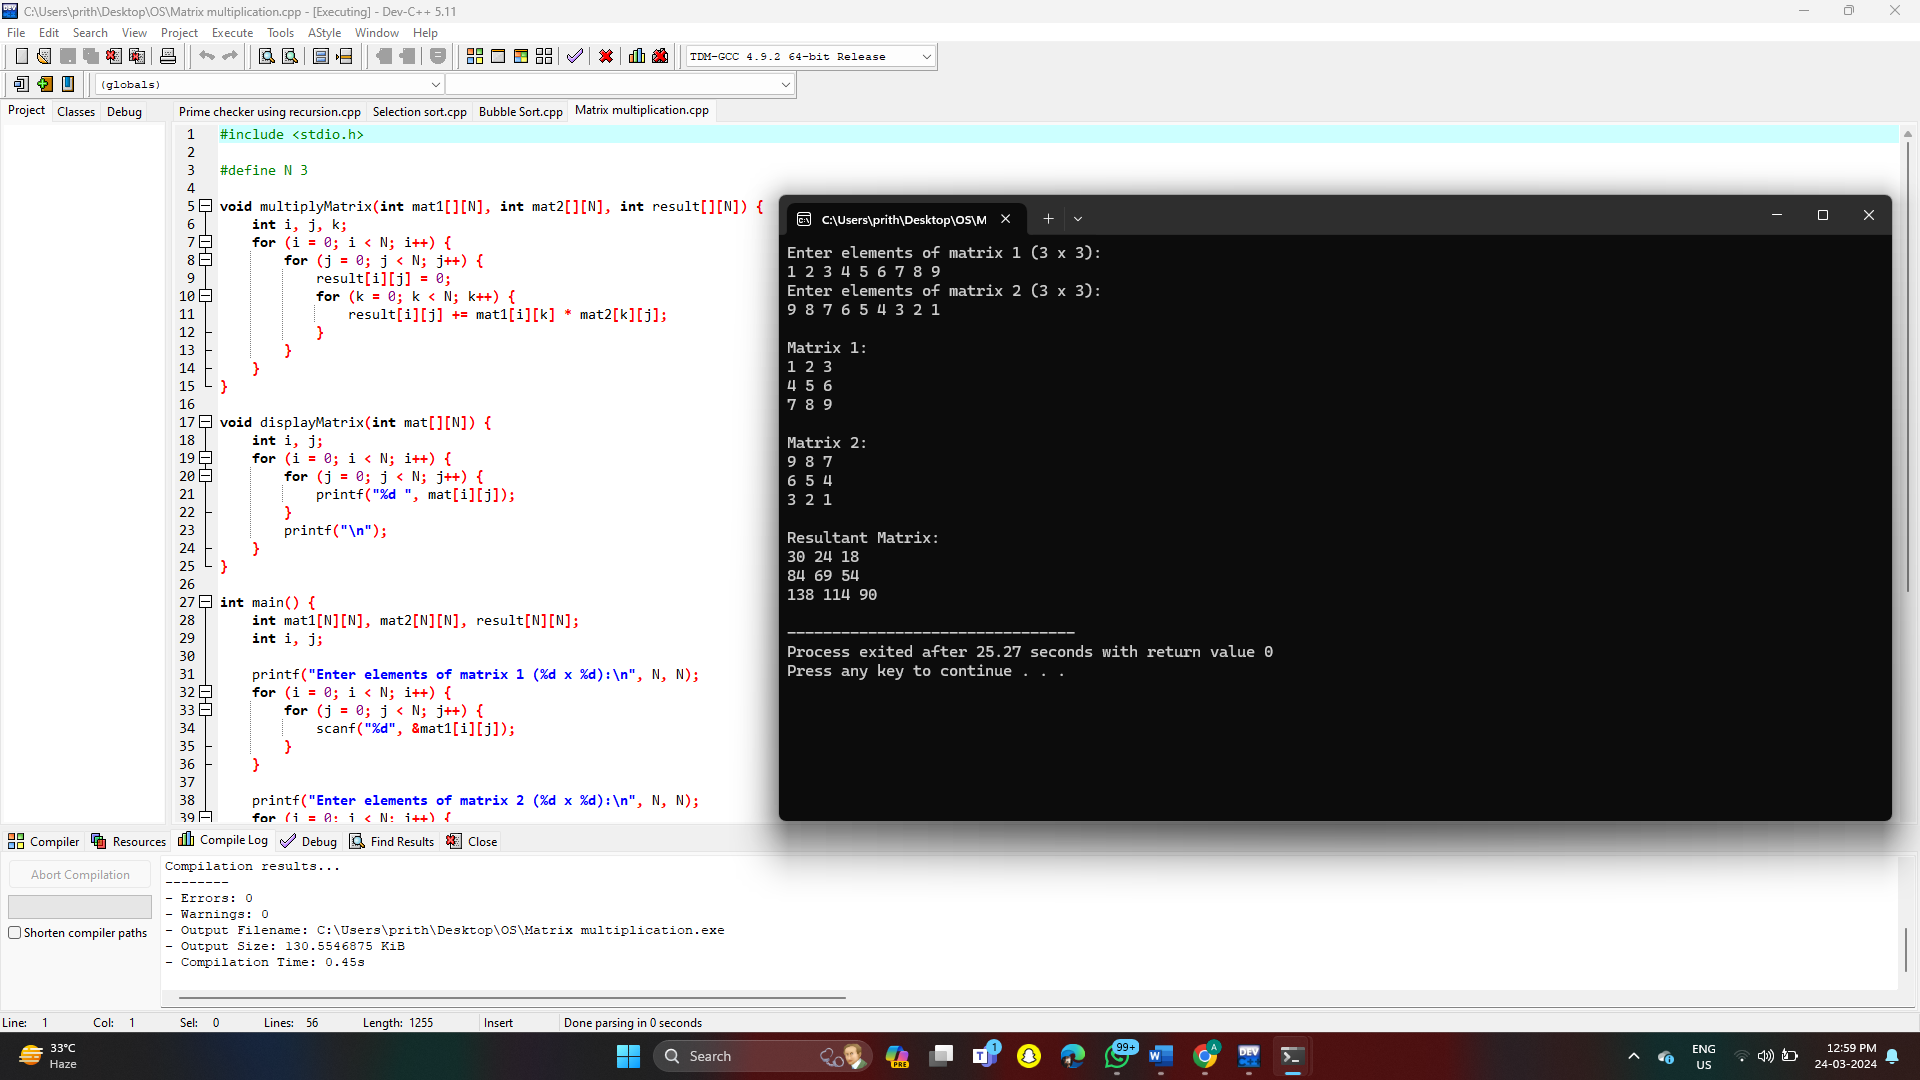 C:\Users\prith\Desktop\OS\Matrix multiplication.cpp - [Executing] - Dev-C++ 5.11
File Edit Search View Project Execute Tools AStyle Window Help
TDM-GCC 4.9.2 64-bit Release
(globals)
Project Classes Debug
Prime checker using recursion.cpp Selection sort.cpp Bubble Sort.cpp Matrix multiplication.cpp
1 #include <stdio.h>
2
3 #define N 3
4
5 void multiplyMatrix(int mat1[][N], int mat2[][N], int result[][N]) {
6 int i, j, k;
7 for (i = 0; i < N; i++) {
8 for (j = 0; j < N; j++) {
9 result[i][j] = 0;
10 for (k = 0; k < N; k++) {
11 result[i][j] += mat1[i][k] * mat2[k][j];
12 }
13 }
14 }
15 }
16
17 void displayMatrix(int mat[][N]) {
18 int i, j;
19 for (i = 0; i < N; i++) {
20 for (j = 0; j < N; j++) {
21 printf("%d ", mat[i][j]);
22 }
23 printf("\n");
24 }
25 }
26
27 int main() {
28 int mat1[N][N], mat2[N][N], result[N][N];
29 int i, j;
30
31 printf("Enter elements of matrix 1 (%d x %d):\n", N, N);
32 for (i = 0; i < N; i++) {
33 for (j = 0; j < N; j++) {
34 scanf("%d", &mat1[i][j]);
35 }
36 }
37
38 printf("Enter elements of matrix 2 (%d x %d):\n", N, N);
39 for (i = 0; i < N; i++) {
C:\Users\prith\Desktop\OS\M
Enter elements of matrix 1 (3 x 3):
1 2 3 4 5 6 7 8 9
Enter elements of matrix 2 (3 x 3):
9 8 7 6 5 4 3 2 1
Matrix 1:
1 2 3
4 5 6
7 8 9
Matrix 2:
9 8 7
6 5 4
3 2 1
Resultant Matrix:
30 24 18
84 69 54
138 114 90
--------------------------------
Process exited after 25.27 seconds with return value 0
Press any key to continue . . .
Compiler Resources Compile Log Debug Find Results Close
Abort Compilation
Shorten compiler paths
Compilation results...
--------
- Errors: 0
- Warnings: 0
- Output Filename: C:\Users\prith\Desktop\OS\Matrix multiplication.exe
- Output Size: 130.5546875 KiB
- Compilation Time: 0.45s
Line: 1 Col: 1 Sel: 0 Lines: 56 Length: 1255 Insert Done parsing in 0 seconds
33°C
Haze
Search
PRE
T 1
99+
W
A
DEV
ENG
US
12:59 PM
24-03-2024